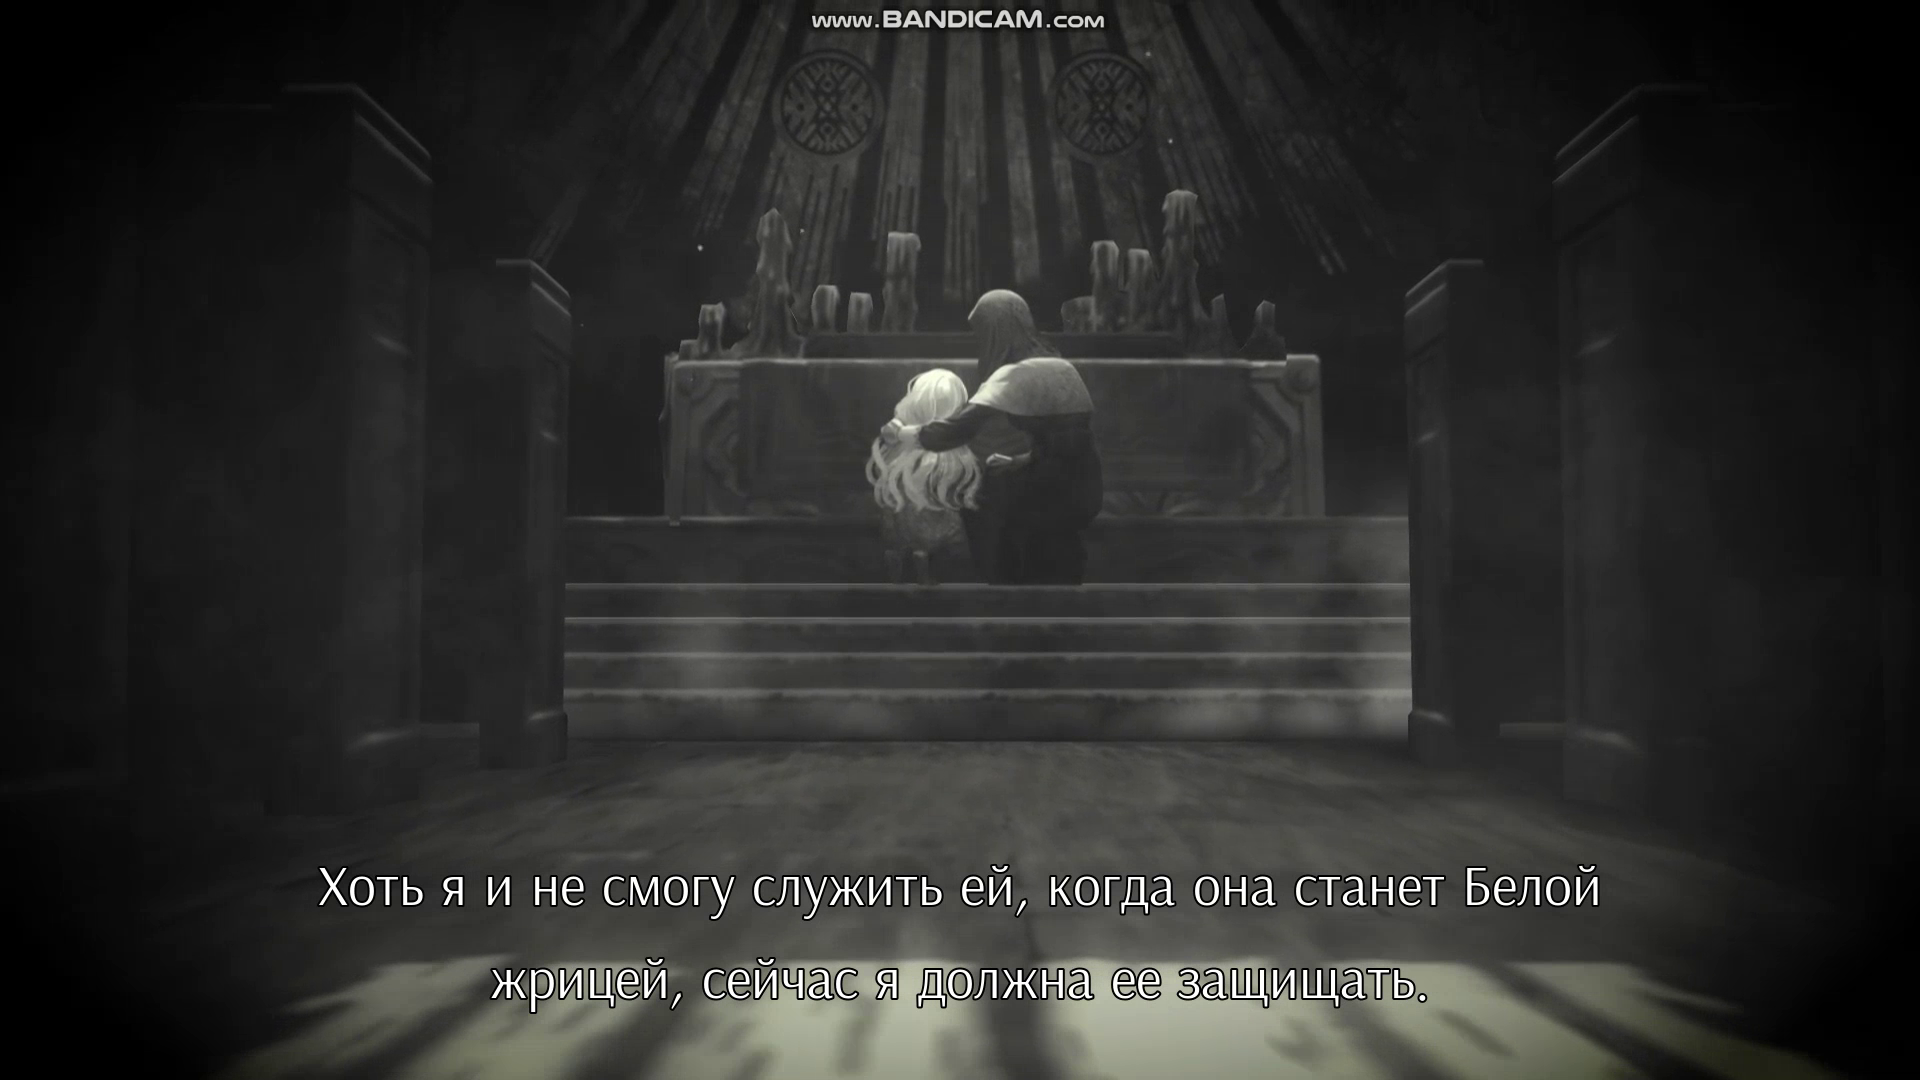 www.BANDICAM.com
Хоть я и не смогу служить ей, когда она станет Белой
жрицей, сейчас я должна ее защищать.